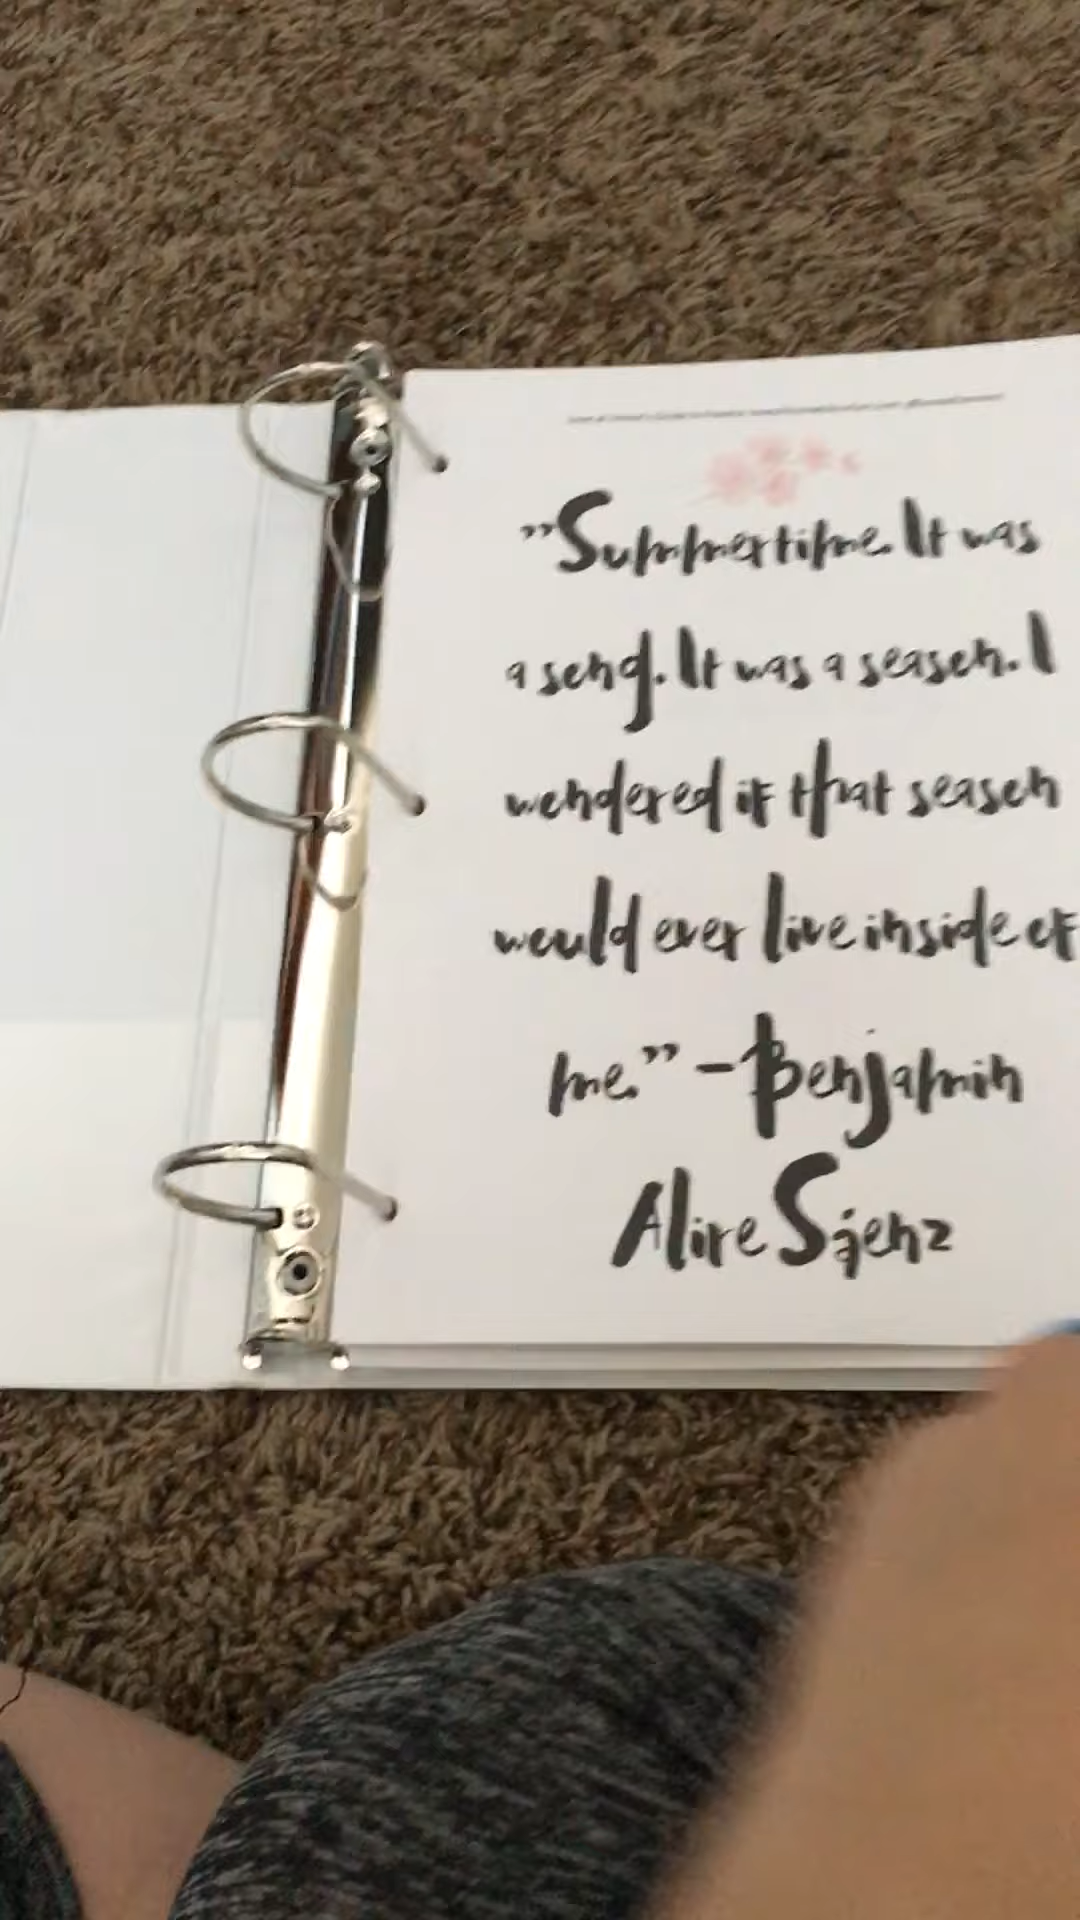 ”Summertime. It was
a song. It was a season. I
wondered if that season
would ever live inside of
me.” – Benjamin
Alire Sáenz